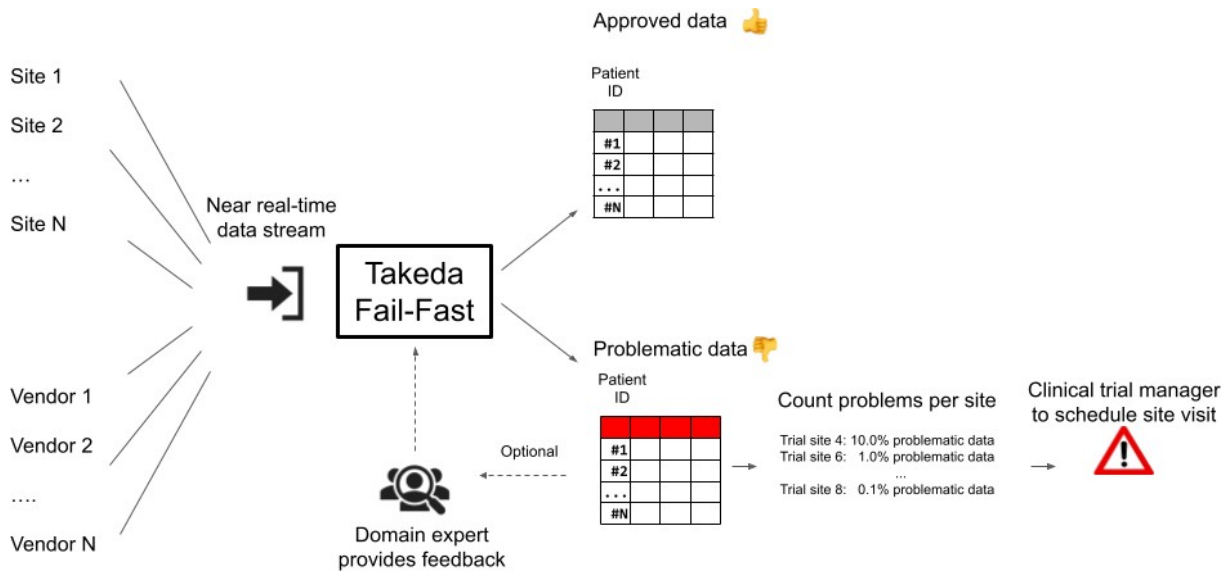 Approved data
Site 1
Site 2
...
Site N
Patient
ID
#1
#2
...
#N
Near real-time
data stream
Takeda
Fail-Fast
Vendor 1
Vendor 2
....
Vendor N
Problematic data
Patient
ID
#1
#2
...
#N
Optional
Domain expert
provides feedback
Count problems per site
Trial site 4: 10.0% problematic data
Trial site 6: 1.0% problematic data
...
Trial site 8: 0.1% problematic data
Clinical trial manager
to schedule site visit